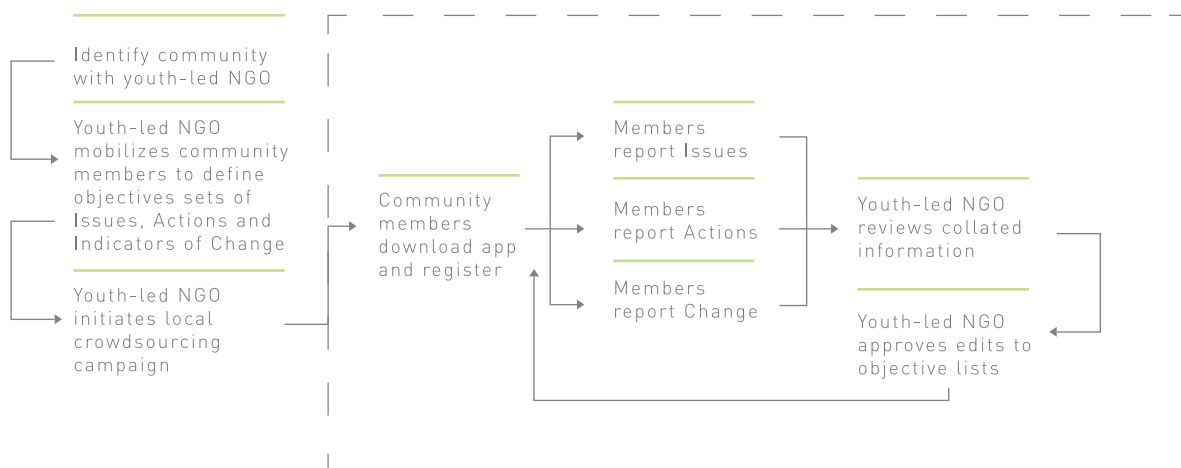 Identify community
with youth-led NGO
Youth-led NGO
mobilizes community
members to define
objectives sets of
Issues, Actions and
Indicators of Change
Youth-led NGO
initiates local
crowdsourcing
campaign
Community
members
download app
and register
Members
report Issues
Members
report Actions
Members
report Change
Youth-led NGO
reviews collated
information
Youth-led NGO
approves edits to
objective lists